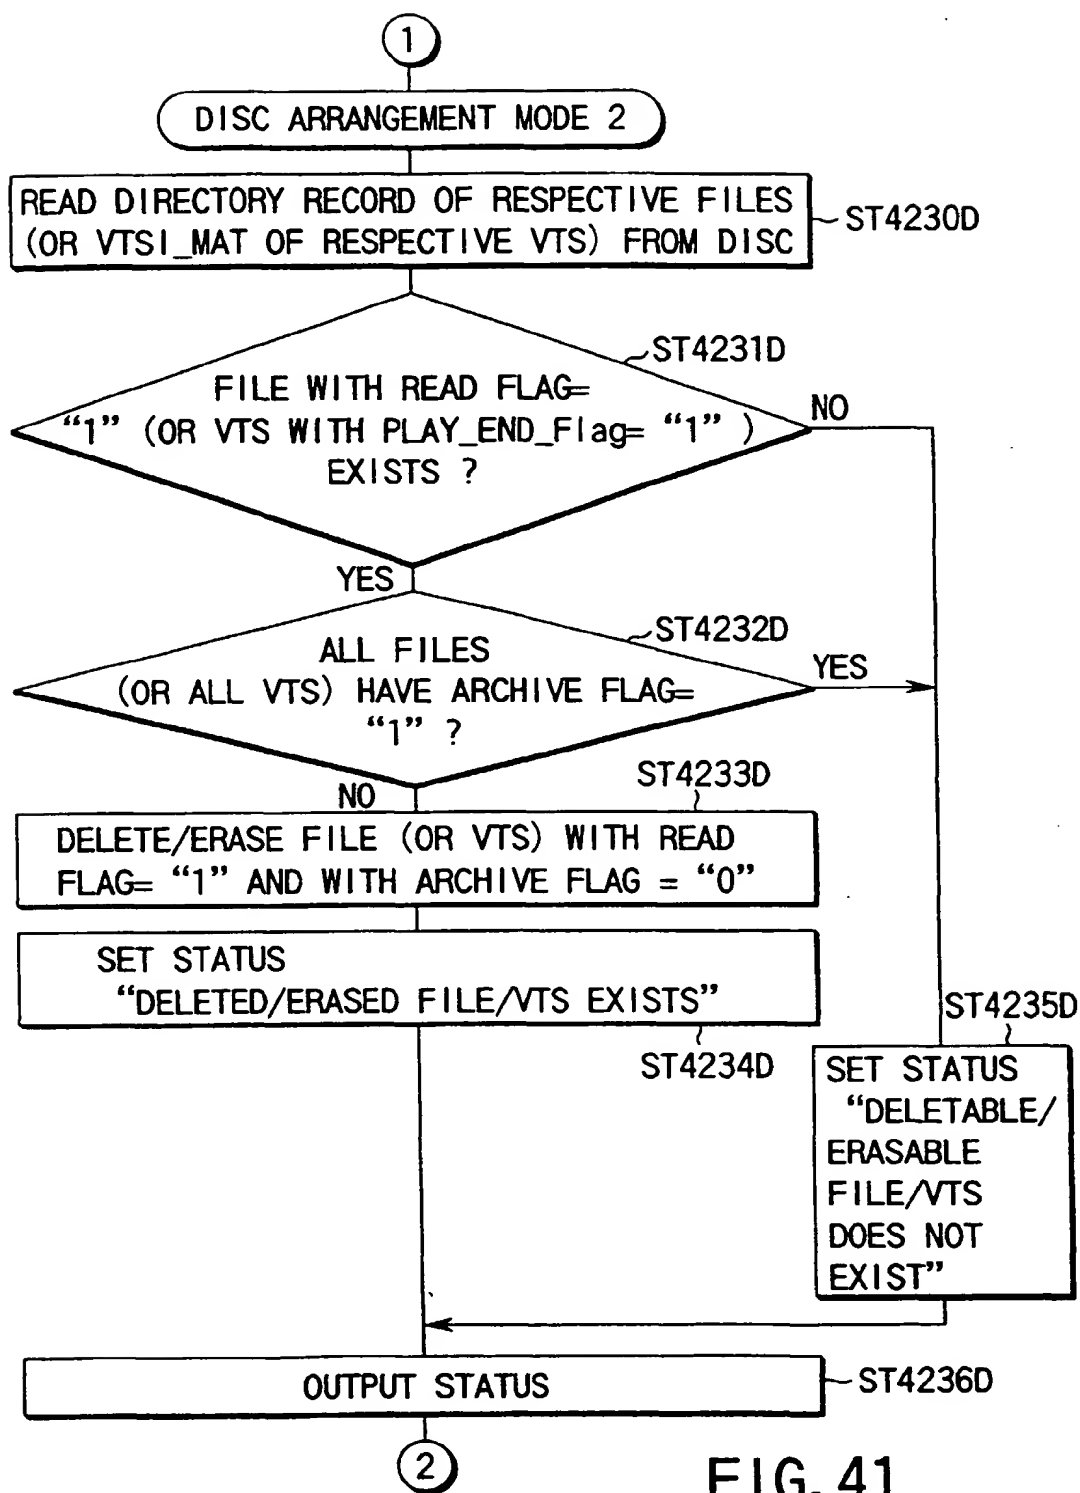 1
DISC ARRANGEMENT MODE 2
READ DIRECTORY RECORD OF RESPECTIVE FILES
(OR VTSI_MAT OF RESPECTIVE VTS) FROM DISC
ST4230D
ST4231D
FILE WITH READ FLAG=
“1” (OR VTS WITH PLAY_END_Flag= “1” )
EXISTS ?
NO
YES
ST4232D
ALL FILES
(OR ALL VTS) HAVE ARCHIVE FLAG=
“1” ?
YES
NO
ST4233D
DELETE/ERASE FILE (OR VTS) WITH READ
FLAG= “1” AND WITH ARCHIVE FLAG = “0”
SET STATUS
“DELETED/ERASED FILE/VTS EXISTS”
ST4234D
ST4235D
SET STATUS
“DELETABLE/
ERASABLE
FILE/VTS
DOES NOT
EXIST”
OUTPUT STATUS
ST4236D
2
FIG. 41